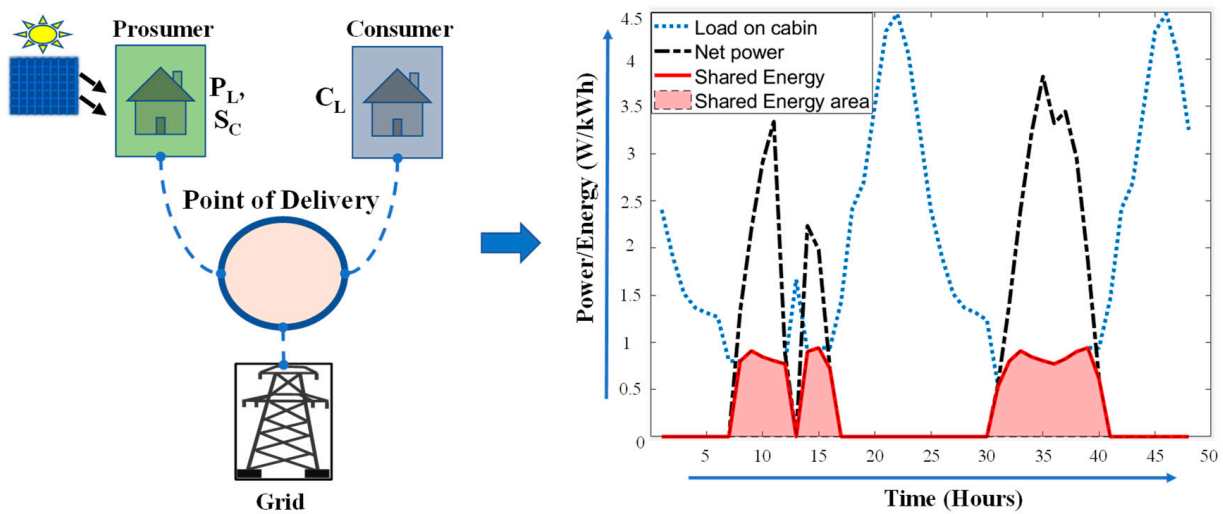 Prosumer
Consumer
P_L,
S_C
C_L
Point of Delivery
Grid
Load on cabin
Net power
Shared Energy
Shared Energy area
Power/Energy (W/kWh)
4.5
4
3.5
3
2.5
2
1.5
1
0.5
0
5 10 15 20 25 30 35 40 45 50
Time (Hours)